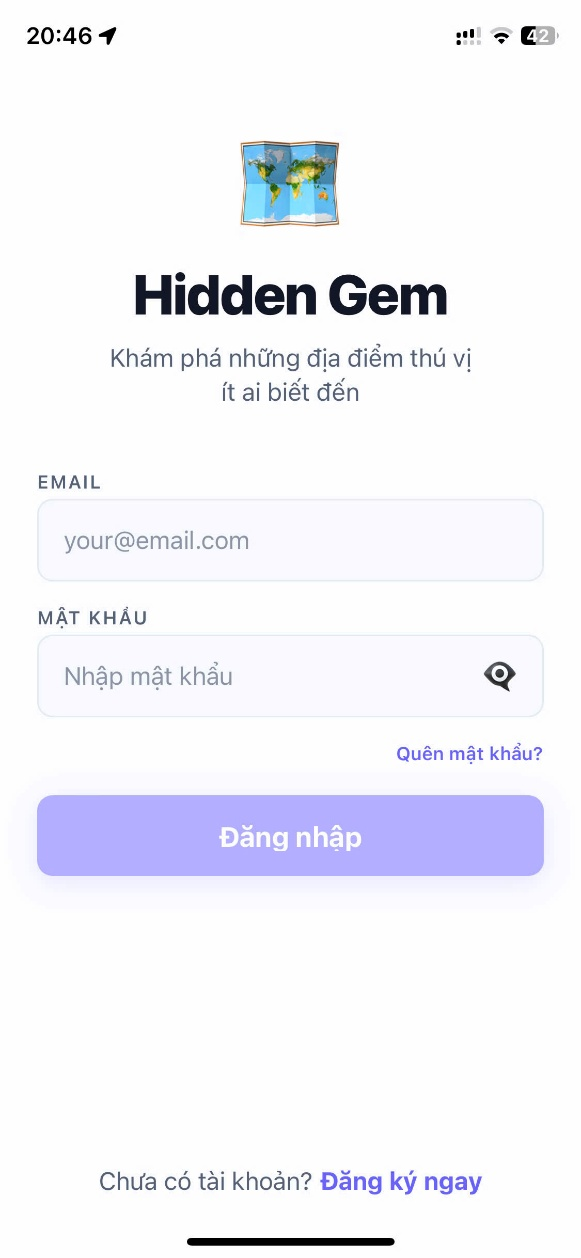 20:46
42
Hidden Gem
Khám phá những địa điểm thú vị
ít ai biết đến
EMAIL
your@email.com
MẬT KHẨU
Nhập mật khẩu
Quên mật khẩu?
Đăng nhập
Chưa có tài khoản? Đăng ký ngay